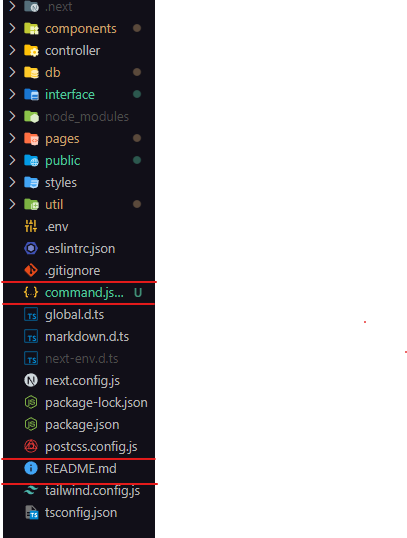 .next
components
controller
db
interface
node_modules
pages
public
styles
util
.env
.eslintrc.json
.gitignore
{..} command.js... U
TS global.d.ts
TS markdown.d.ts
TS next-env.d.ts
N next.config.js
package-lock.json
package.json
postcss.config.js
README.md
tailwind.config.js
TS tsconfig.json